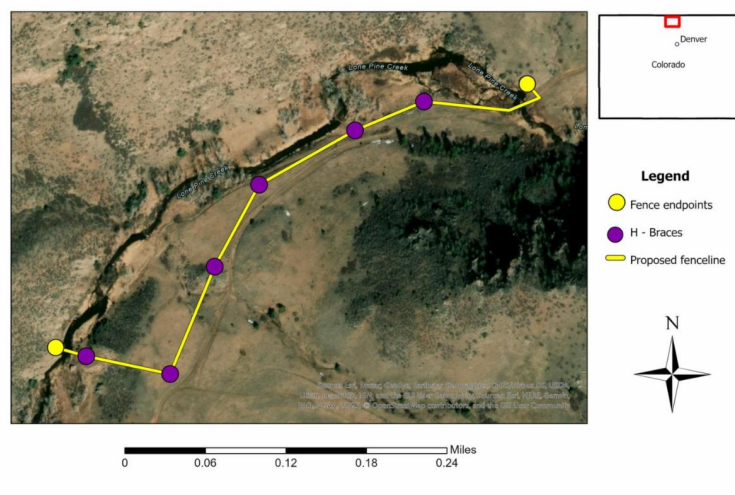 Lone Pine Creek
Lone Pine Creek
Lone Pine Creek
Denver
Colorado
Legend
Fence endpoints
H - Braces
Proposed fenceline
N
Miles
0 0.06 0.12 0.18 0.24